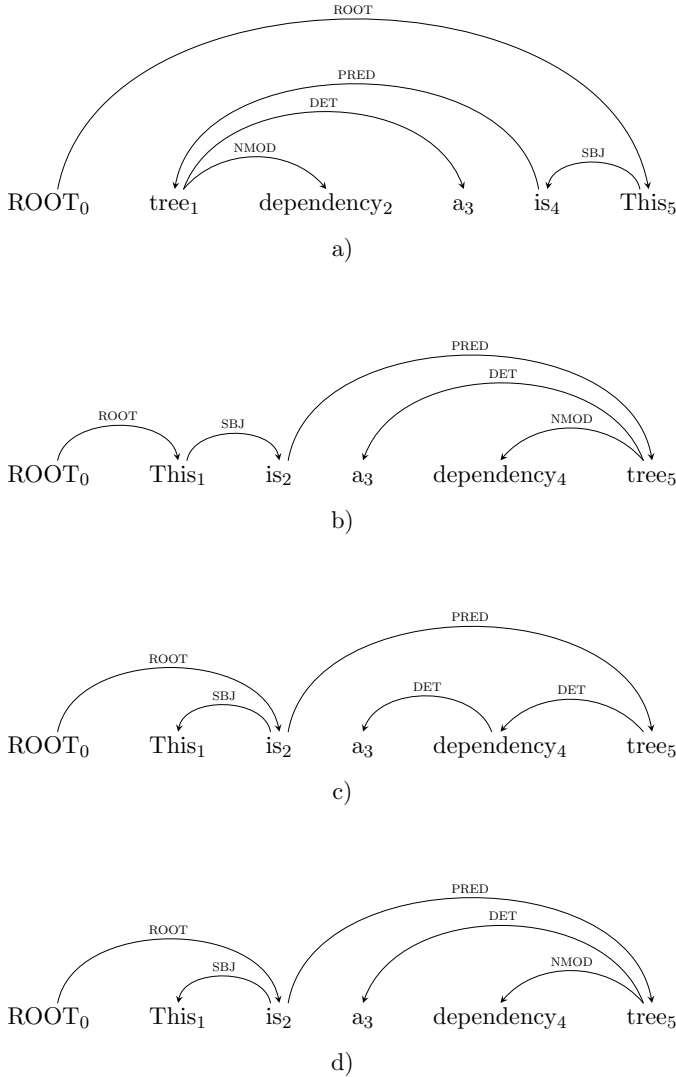 ROOT
PRED
DET
NMOD
SBJ
ROOT₀ tree₁ dependency₂ a₃ is₄ This₅
a)
PRED
DET
ROOT
SBJ
NMOD
ROOT₀ This₁ is₂ a₃ dependency₄ tree₅
b)
PRED
ROOT
SBJ
DET
DET
ROOT₀ This₁ is₂ a₃ dependency₄ tree₅
c)
PRED
DET
ROOT
SBJ
NMOD
ROOT₀ This₁ is₂ a₃ dependency₄ tree₅
d)